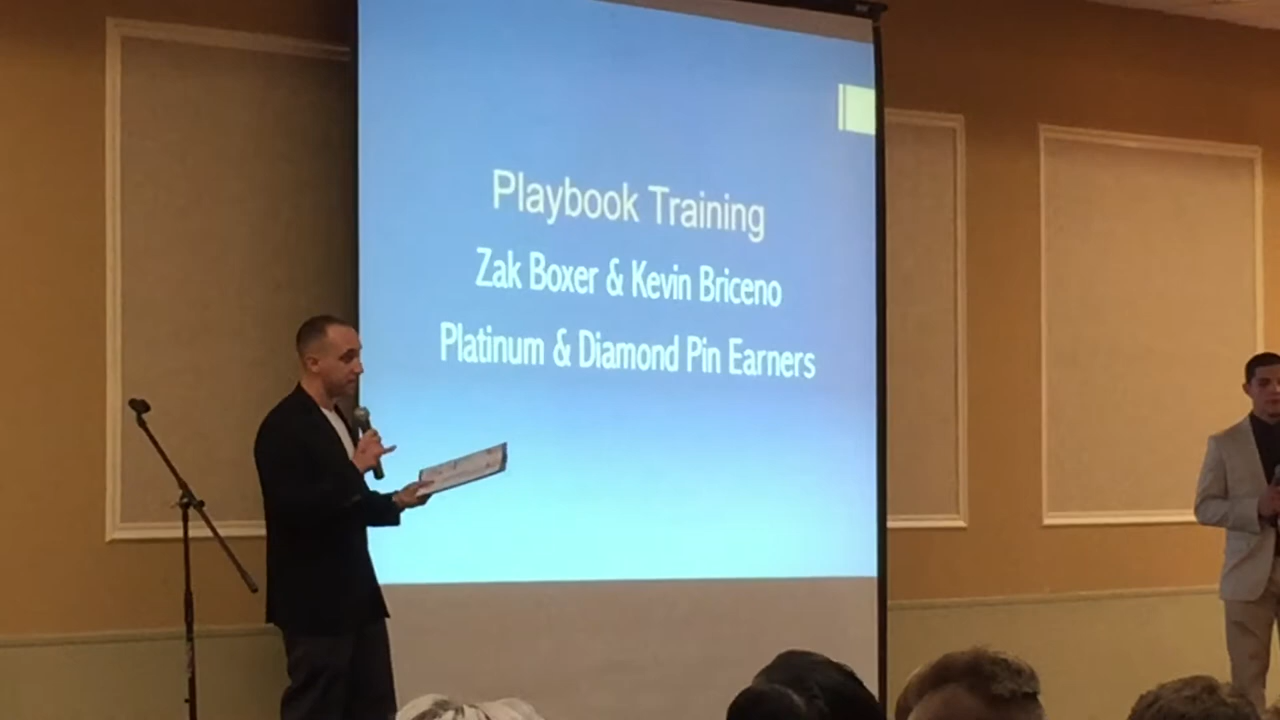 Playbook Training
Zak Boxer & Kevin Briceno
Platinum & Diamond Pin Earners